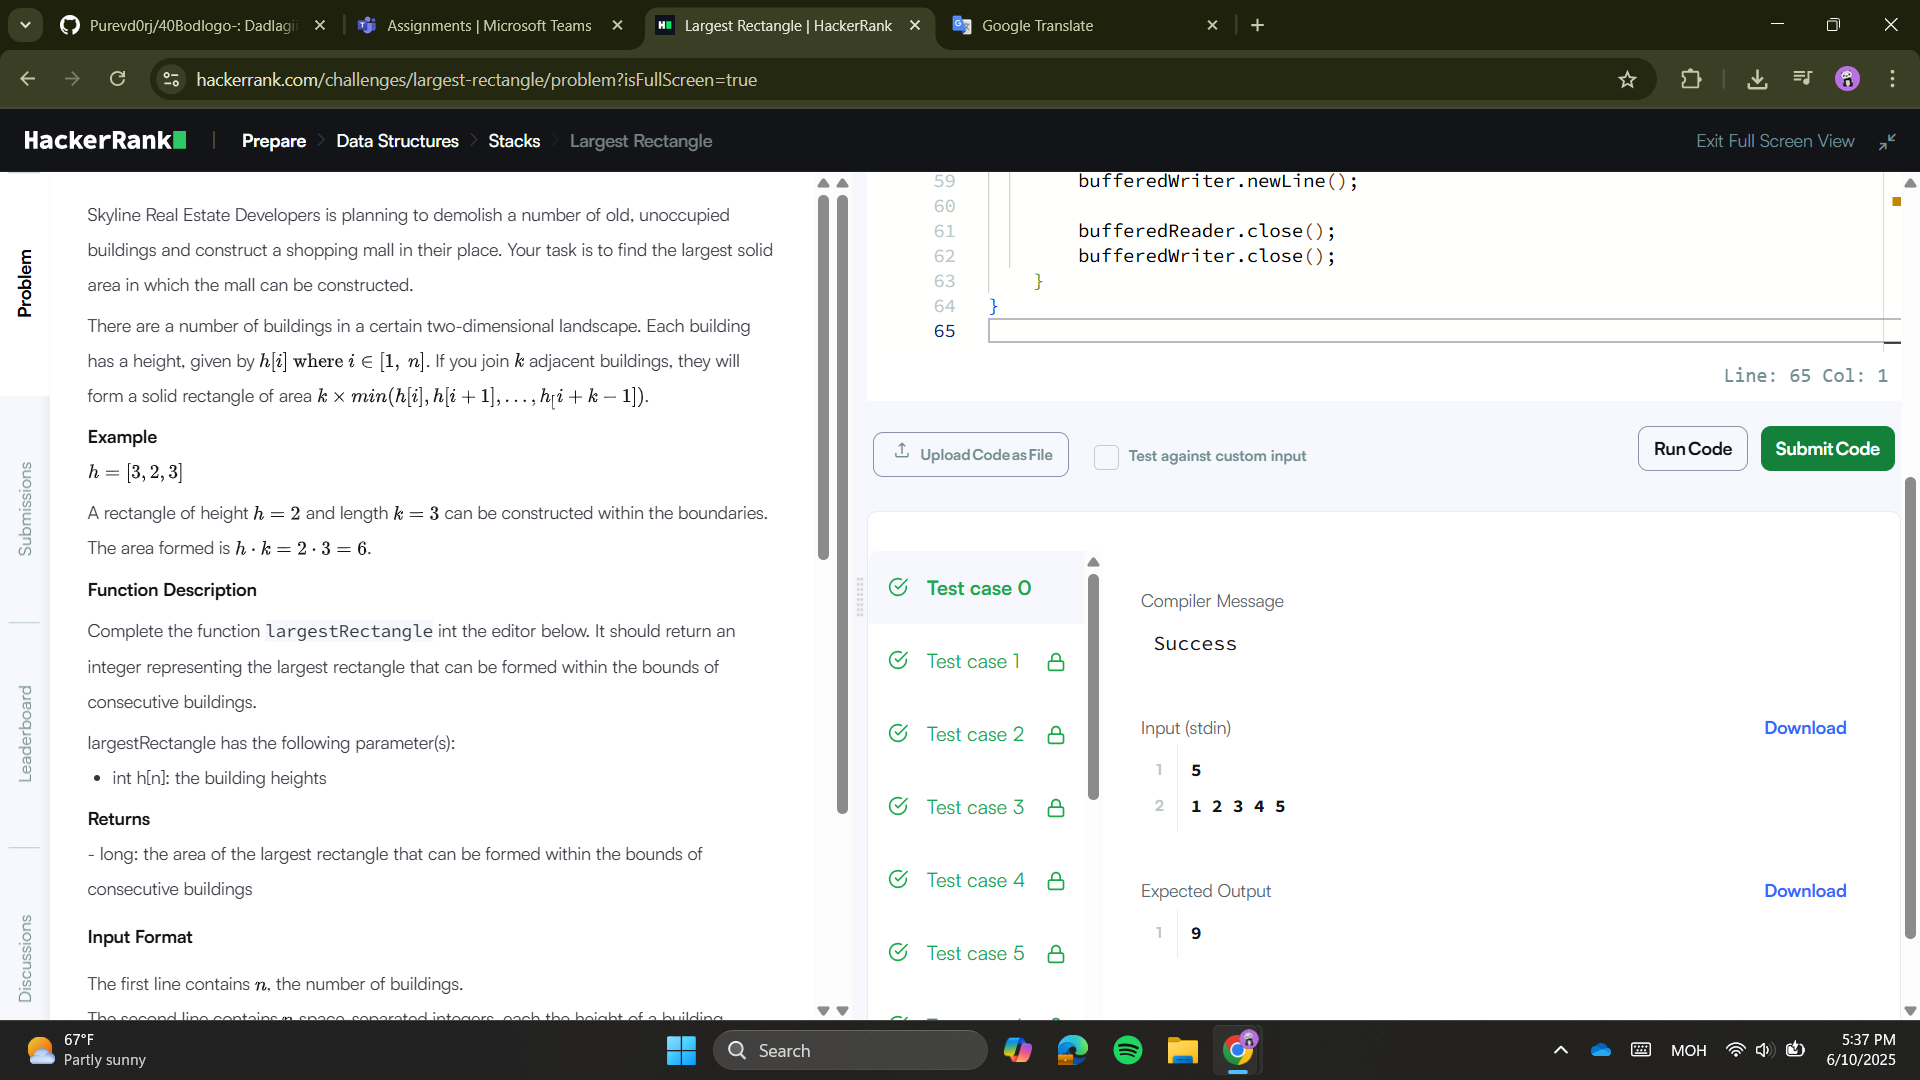 Purevd0rj/40Bodlogo-: Dadlagii
Assignments | Microsoft Teams
Largest Rectangle | HackerRank
Google Translate
hackerrank.com/challenges/largest-rectangle/problem?isFullScreen=true
HackerRank
Prepare
Data Structures
Stacks
Largest Rectangle
Exit Full Screen View
Problem
Submissions
Leaderboard
Discussions
Skyline Real Estate Developers is planning to demolish a number of old, unoccupied
buildings and construct a shopping mall in their place. Your task is to find the largest solid
area in which the mall can be constructed.
There are a number of buildings in a certain two-dimensional landscape. Each building
has a height, given by h[i] where i ∈ [1, n]. If you join k adjacent buildings, they will
form a solid rectangle of area k × min(h[i], h[i + 1], . . . , h[i + k − 1]).
Example
h = [3, 2, 3]
A rectangle of height h = 2 and length k = 3 can be constructed within the boundaries.
The area formed is h · k = 2 · 3 = 6.
Function Description
Complete the function largestRectangle int the editor below. It should return an
integer representing the largest rectangle that can be formed within the bounds of
consecutive buildings.
largestRectangle has the following parameter(s):
• int h[n]: the building heights
Returns
- long: the area of the largest rectangle that can be formed within the bounds of
consecutive buildings
Input Format
The first line contains n, the number of buildings.
The second line contains n space-separated integers, each the height of a building.
59 bufferedWriter.newLine();
60
61 bufferedReader.close();
62 bufferedWriter.close();
63 }
64 }
65
Line: 65 Col: 1
Upload Code as File
Test against custom input
Run Code
Submit Code
Test case 0
Test case 1
Test case 2
Test case 3
Test case 4
Test case 5
Compiler Message
Success
Input (stdin)
Download
1 5
2 1 2 3 4 5
Expected Output
Download
1 9
67°F
Partly sunny
Search
MOH
5:37 PM
6/10/2025